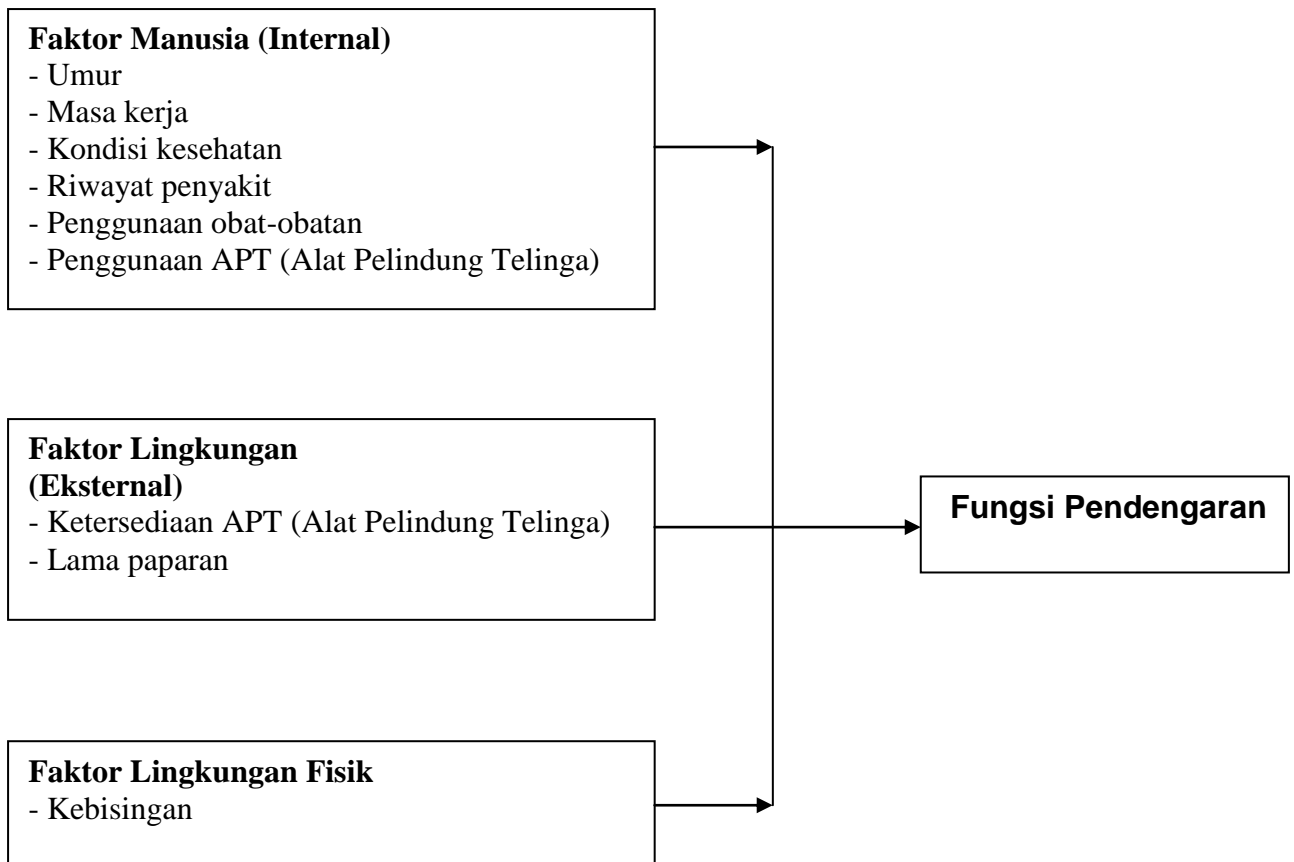 Faktor Manusia (Internal)
- Umur
- Masa kerja
- Kondisi kesehatan
- Riwayat penyakit
- Penggunaan obat-obatan
- Penggunaan APT (Alat Pelindung Telinga)
Faktor Lingkungan
(Eksternal)
- Ketersediaan APT (Alat Pelindung Telinga)
- Lama paparan
Fungsi Pendengaran
Faktor Lingkungan Fisik
- Kebisingan